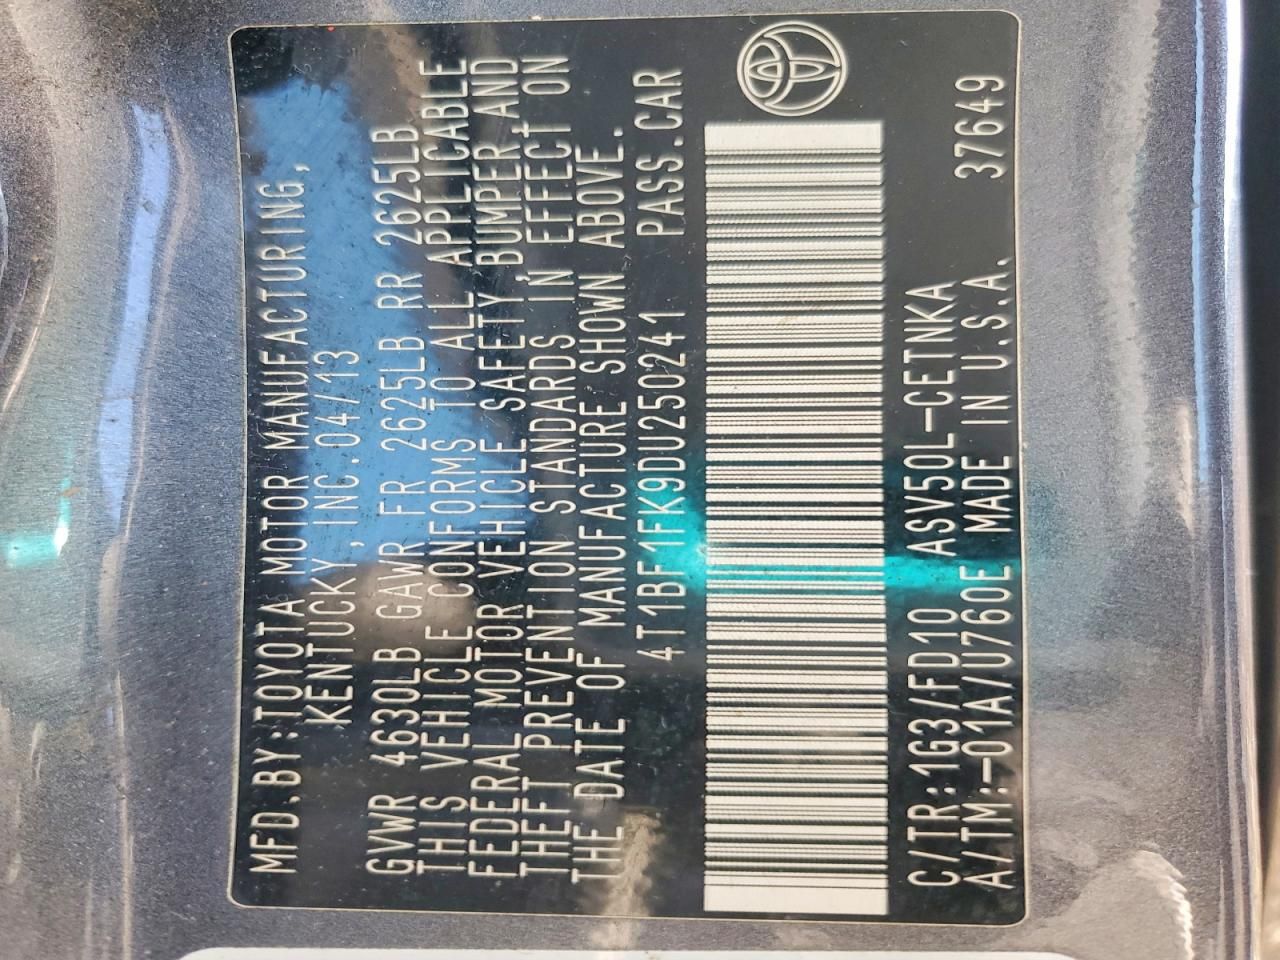 MFD.BY:TOYOTA MOTOR MANUFACTURING,
KENTUCKY,INC.04/13
GVWR 4630LB GAWR FR 2625LB RR 2625LB
THIS VEHICLE CONFORMS TO ALL APPLICABLE
FEDERAL MOTOR VEHICLE SAFETY BUMPER AND
THEFT PREVENTION STANDARDS IN EFFECT ON
THE DATE OF MANUFACTURE SHOWN ABOVE.
4T1BF1FK9DU250241 PASS.CAR
C/TR:1G3/FD10 ASV50L-CETNKA
A/TM:-01A/U760E MADE IN U.S.A. 37649